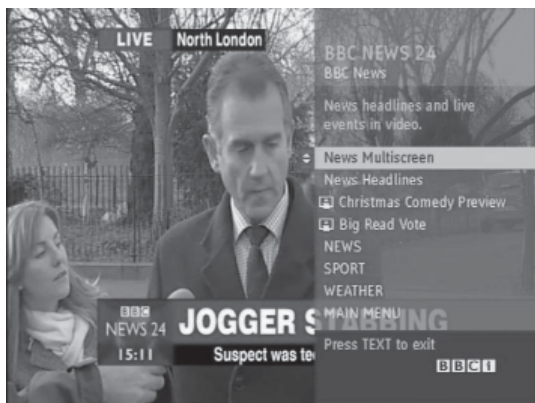 LIVE North London
BBC NEWS 24
BBC News
News headlines and live
events in video.
News Multiscreen
News Headlines
Christmas Comedy Preview
Big Read Vote
NEWS
SPORT
WEATHER
MAIN MENU
Press TEXT to exit
BBCi
BBC
NEWS 24
JOGGER STABBING
15:11 Suspect was